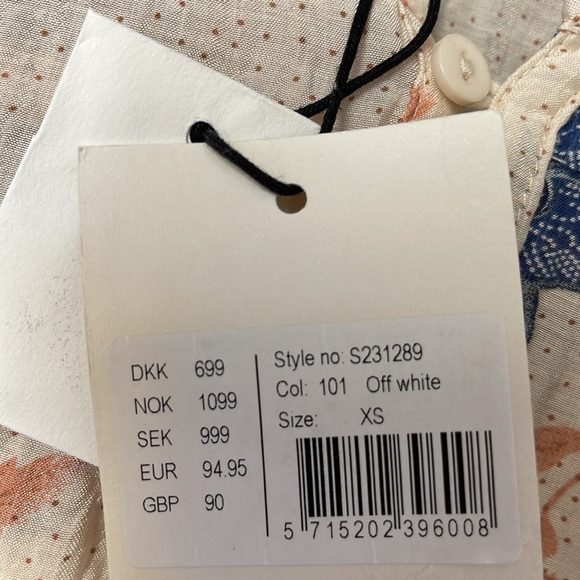 DKK 699
NOK 1099
SEK 999
EUR 94.95
GBP 90
Style no: S231289
Col: 101 Off white
Size: XS
5 715202 396008